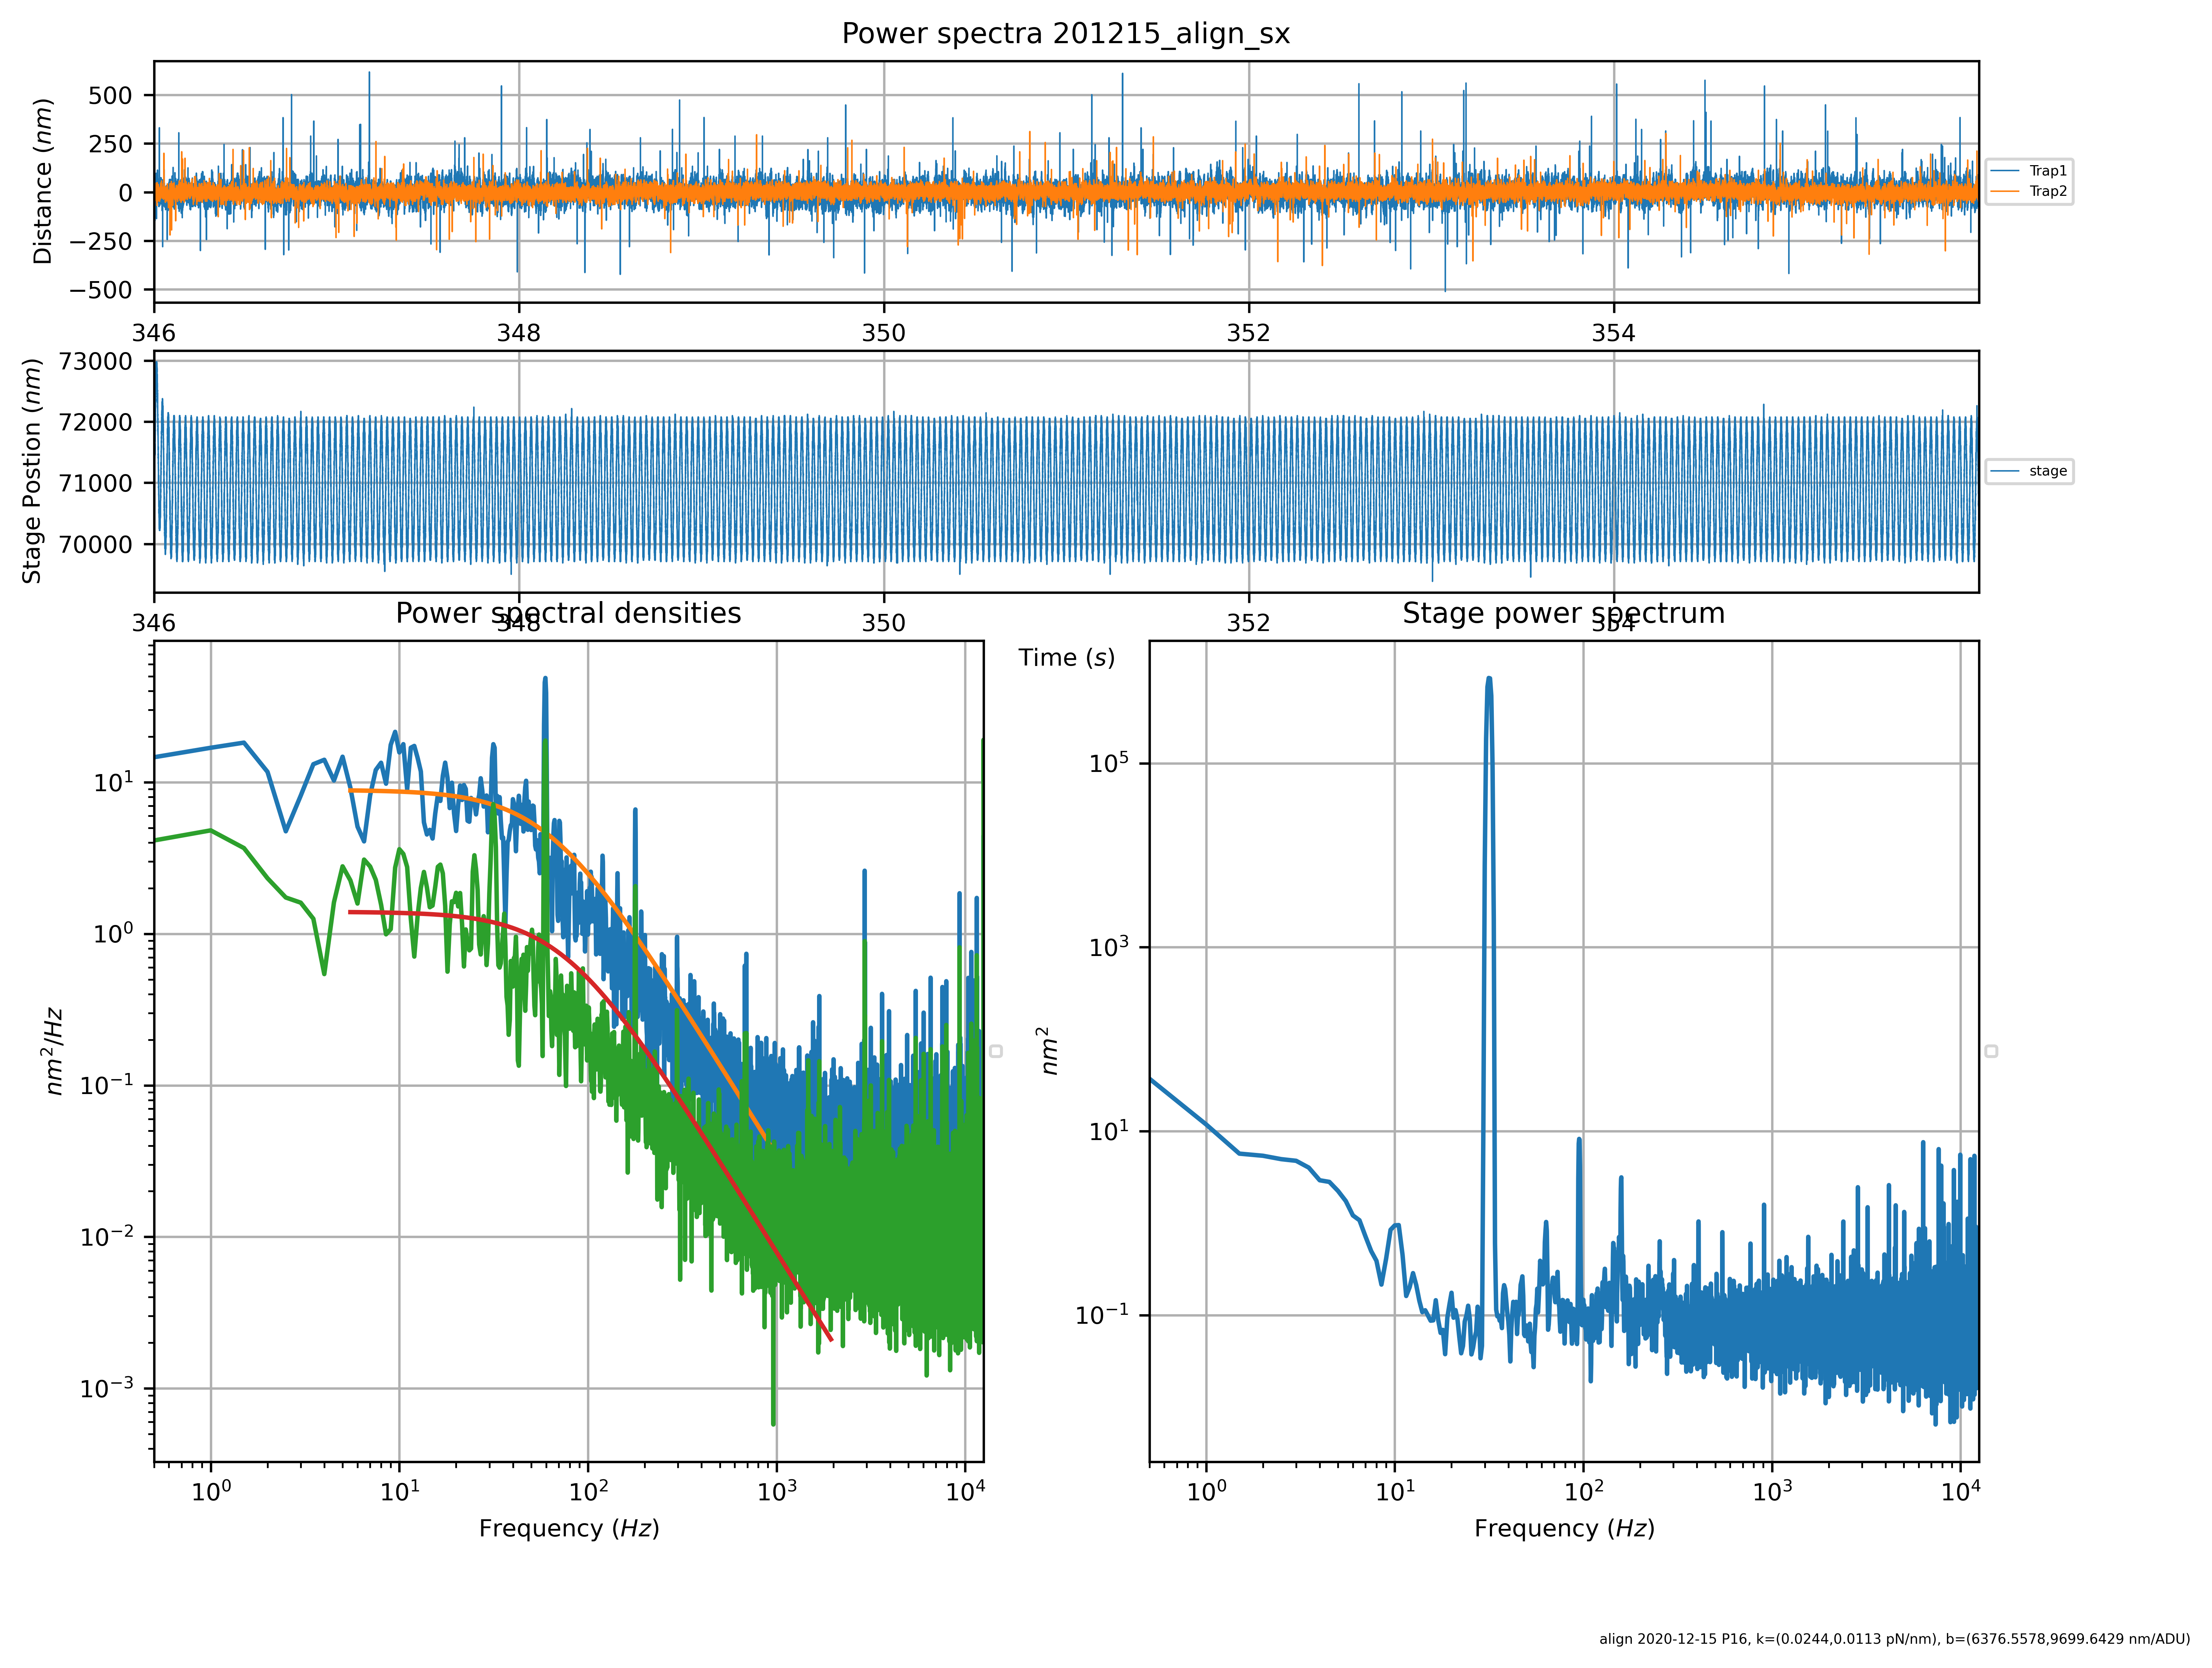 Power spectra 201215_align_sx
500
250
0
−250
−500
Distance (nm)
346 348 350 352 354
Trap1
Trap2
73000
72000
71000
70000
Stage Postion (nm)
346 348 350 352 354
stage
Time (s)
Power spectral densities
10¹
10⁰
10⁻¹
10⁻²
10⁻³
nm²/Hz
10⁰ 10¹ 10² 10³ 10⁴
Frequency (Hz)
Stage power spectrum
10⁵
10³
10¹
10⁻¹
nm²
10⁰ 10¹ 10² 10³ 10⁴
Frequency (Hz)
align 2020-12-15 P16, k=(0.0244,0.0113 pN/nm), b=(6376.5578,9699.6429 nm/ADU)